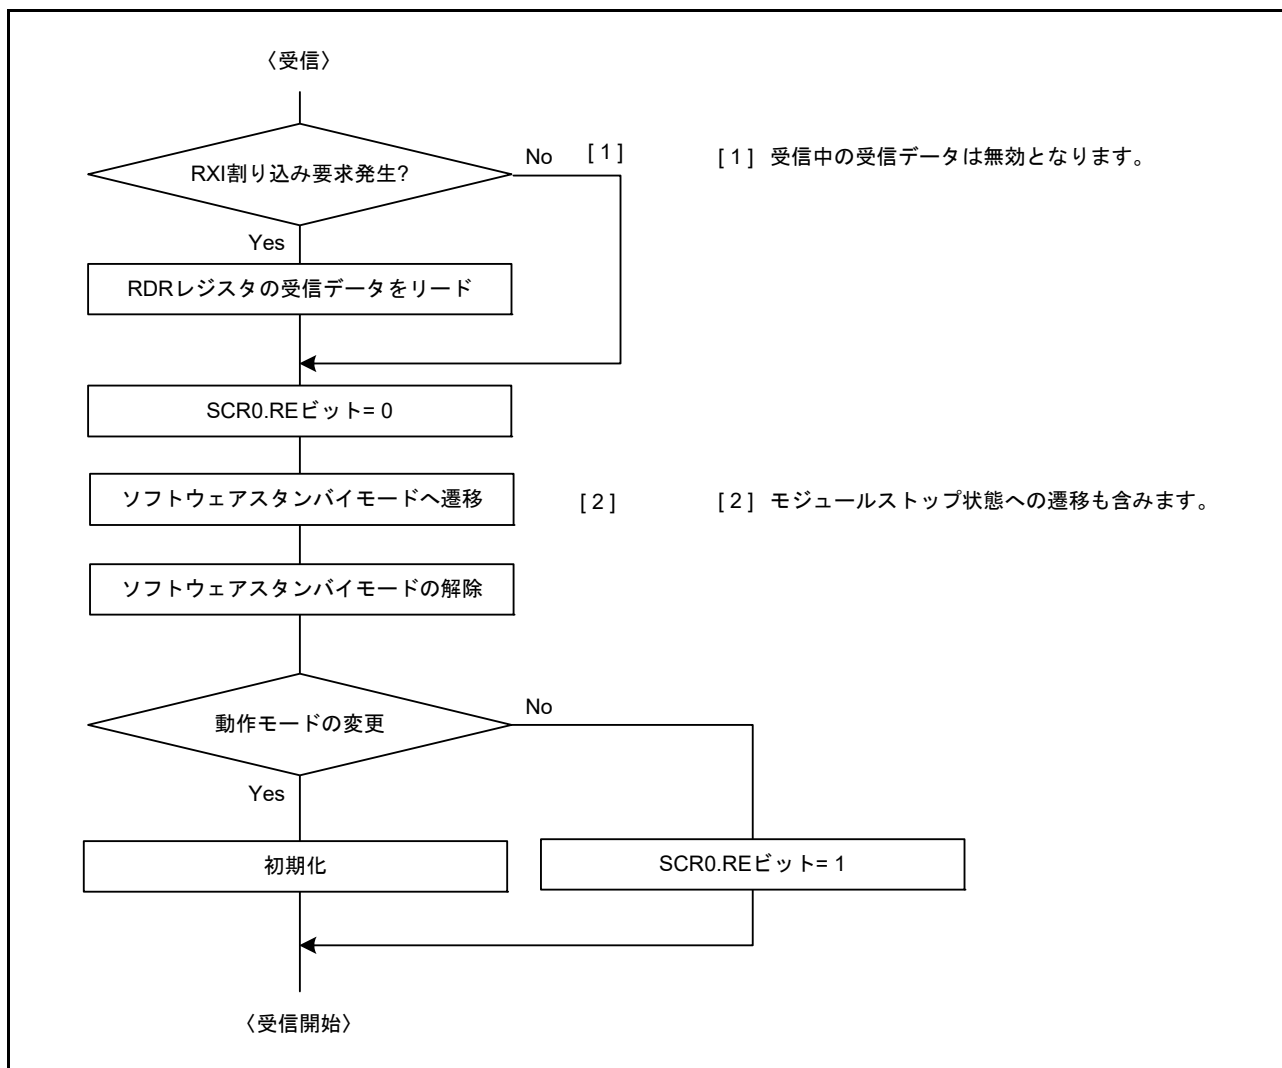 〈受信〉
RXI割り込み要求発生?
No [1]
[1] 受信中の受信データは無効となります。
Yes
RDRレジスタの受信データをリード
SCR0.REビット= 0
ソフトウェアスタンバイモードへ遷移
[2]
[2] モジュールストップ状態への遷移も含みます。
ソフトウェアスタンバイモードの解除
動作モードの変更
No
Yes
初期化
SCR0.REビット= 1
〈受信開始〉